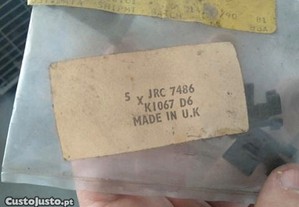 5 x JRC 7486
K1067 D6
MADE IN U.K
CustoJusto.pt